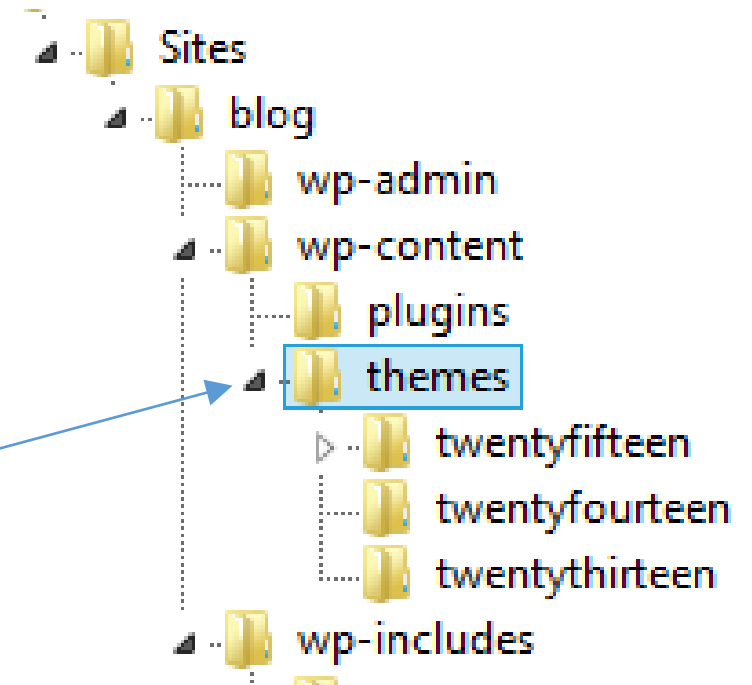 Sites
blog
wp-admin
wp-content
plugins
themes
twentyfifteen
twentyfourteen
twentythirteen
wp-includes